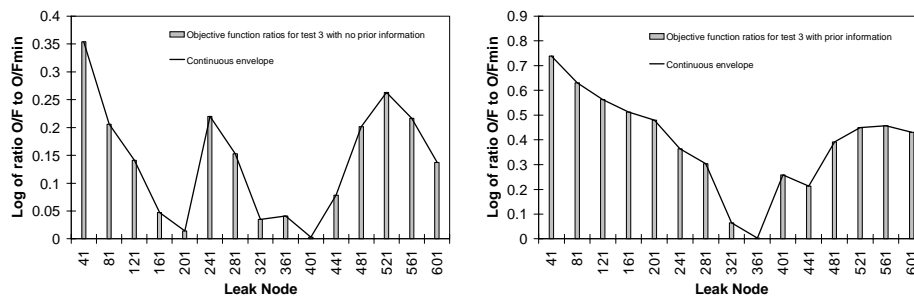 0.35
0.4
Objective function ratios for test 3 with no prior information
Continuous envelope
0.3
0.25
0.2
0.15
0.1
0.05
0
Log of ratio O/F to O/Fmin
41 81 121 161 201 241 281 321 361 401 441 481 521 561 601
Leak Node
0.9
Objective function ratios for test 3 with prior information
0.8
0.7
Continuous envelope
0.6
0.5
0.4
0.3
0.2
0.1
0
Log of ratio O/F to O/Fmin
41 81 121 161 201 241 281 321 361 401 441 481 521 561 601
Leak Node